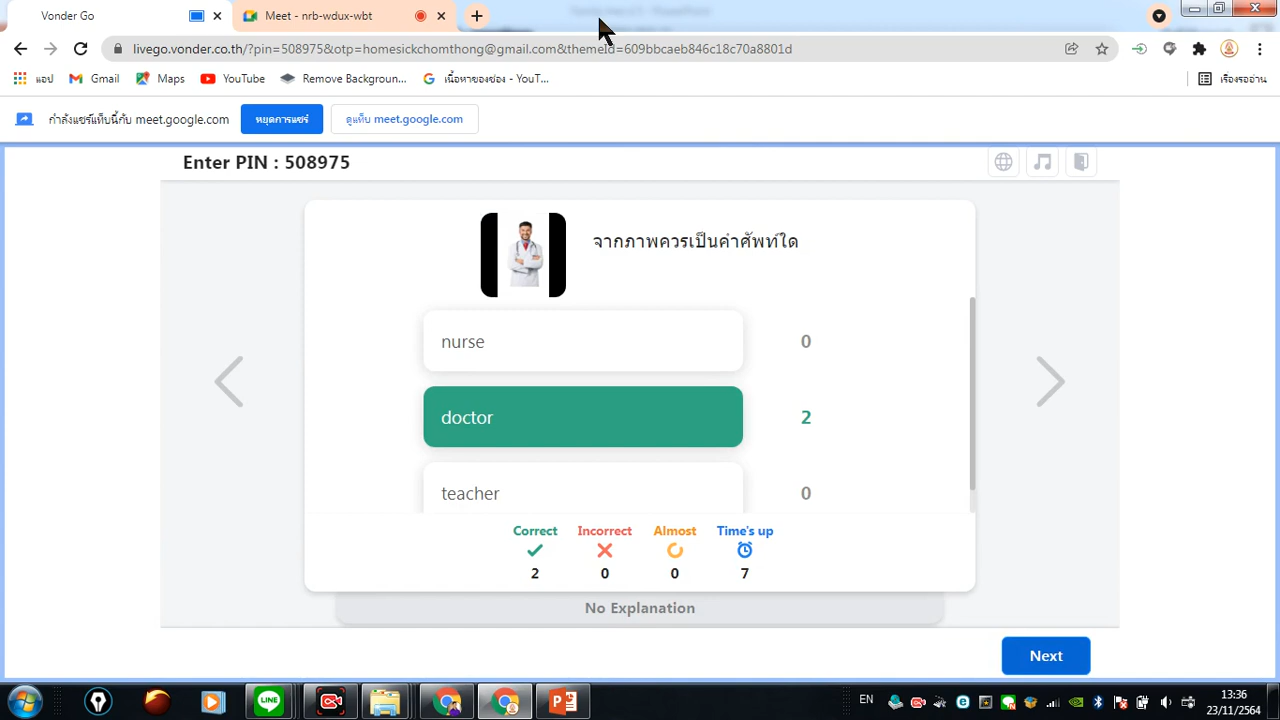 Vonder Go
Meet - nrb-wdux-wbt
livego.vonder.co.th/?pin=508975&otp=homesickchomthong@gmail.com&themeId=609bbcaeb846c18c70a8801d
แอป
Gmail
Maps
YouTube
Remove Backgroun...
เนื้อหาของช่อง - YouT...
เรื่องรออ่าน
กำลังแชร์แท็บนี้กับ meet.google.com
หยุดการแชร์
ดูแท็บ meet.google.com
Enter PIN : 508975
จากภาพควรเป็นคำศัพท์ใด
nurse 0
doctor 2
teacher 0
Correct Incorrect Almost Time's up
2 0 0 7
No Explanation
Next
EN
13:36
23/11/2564